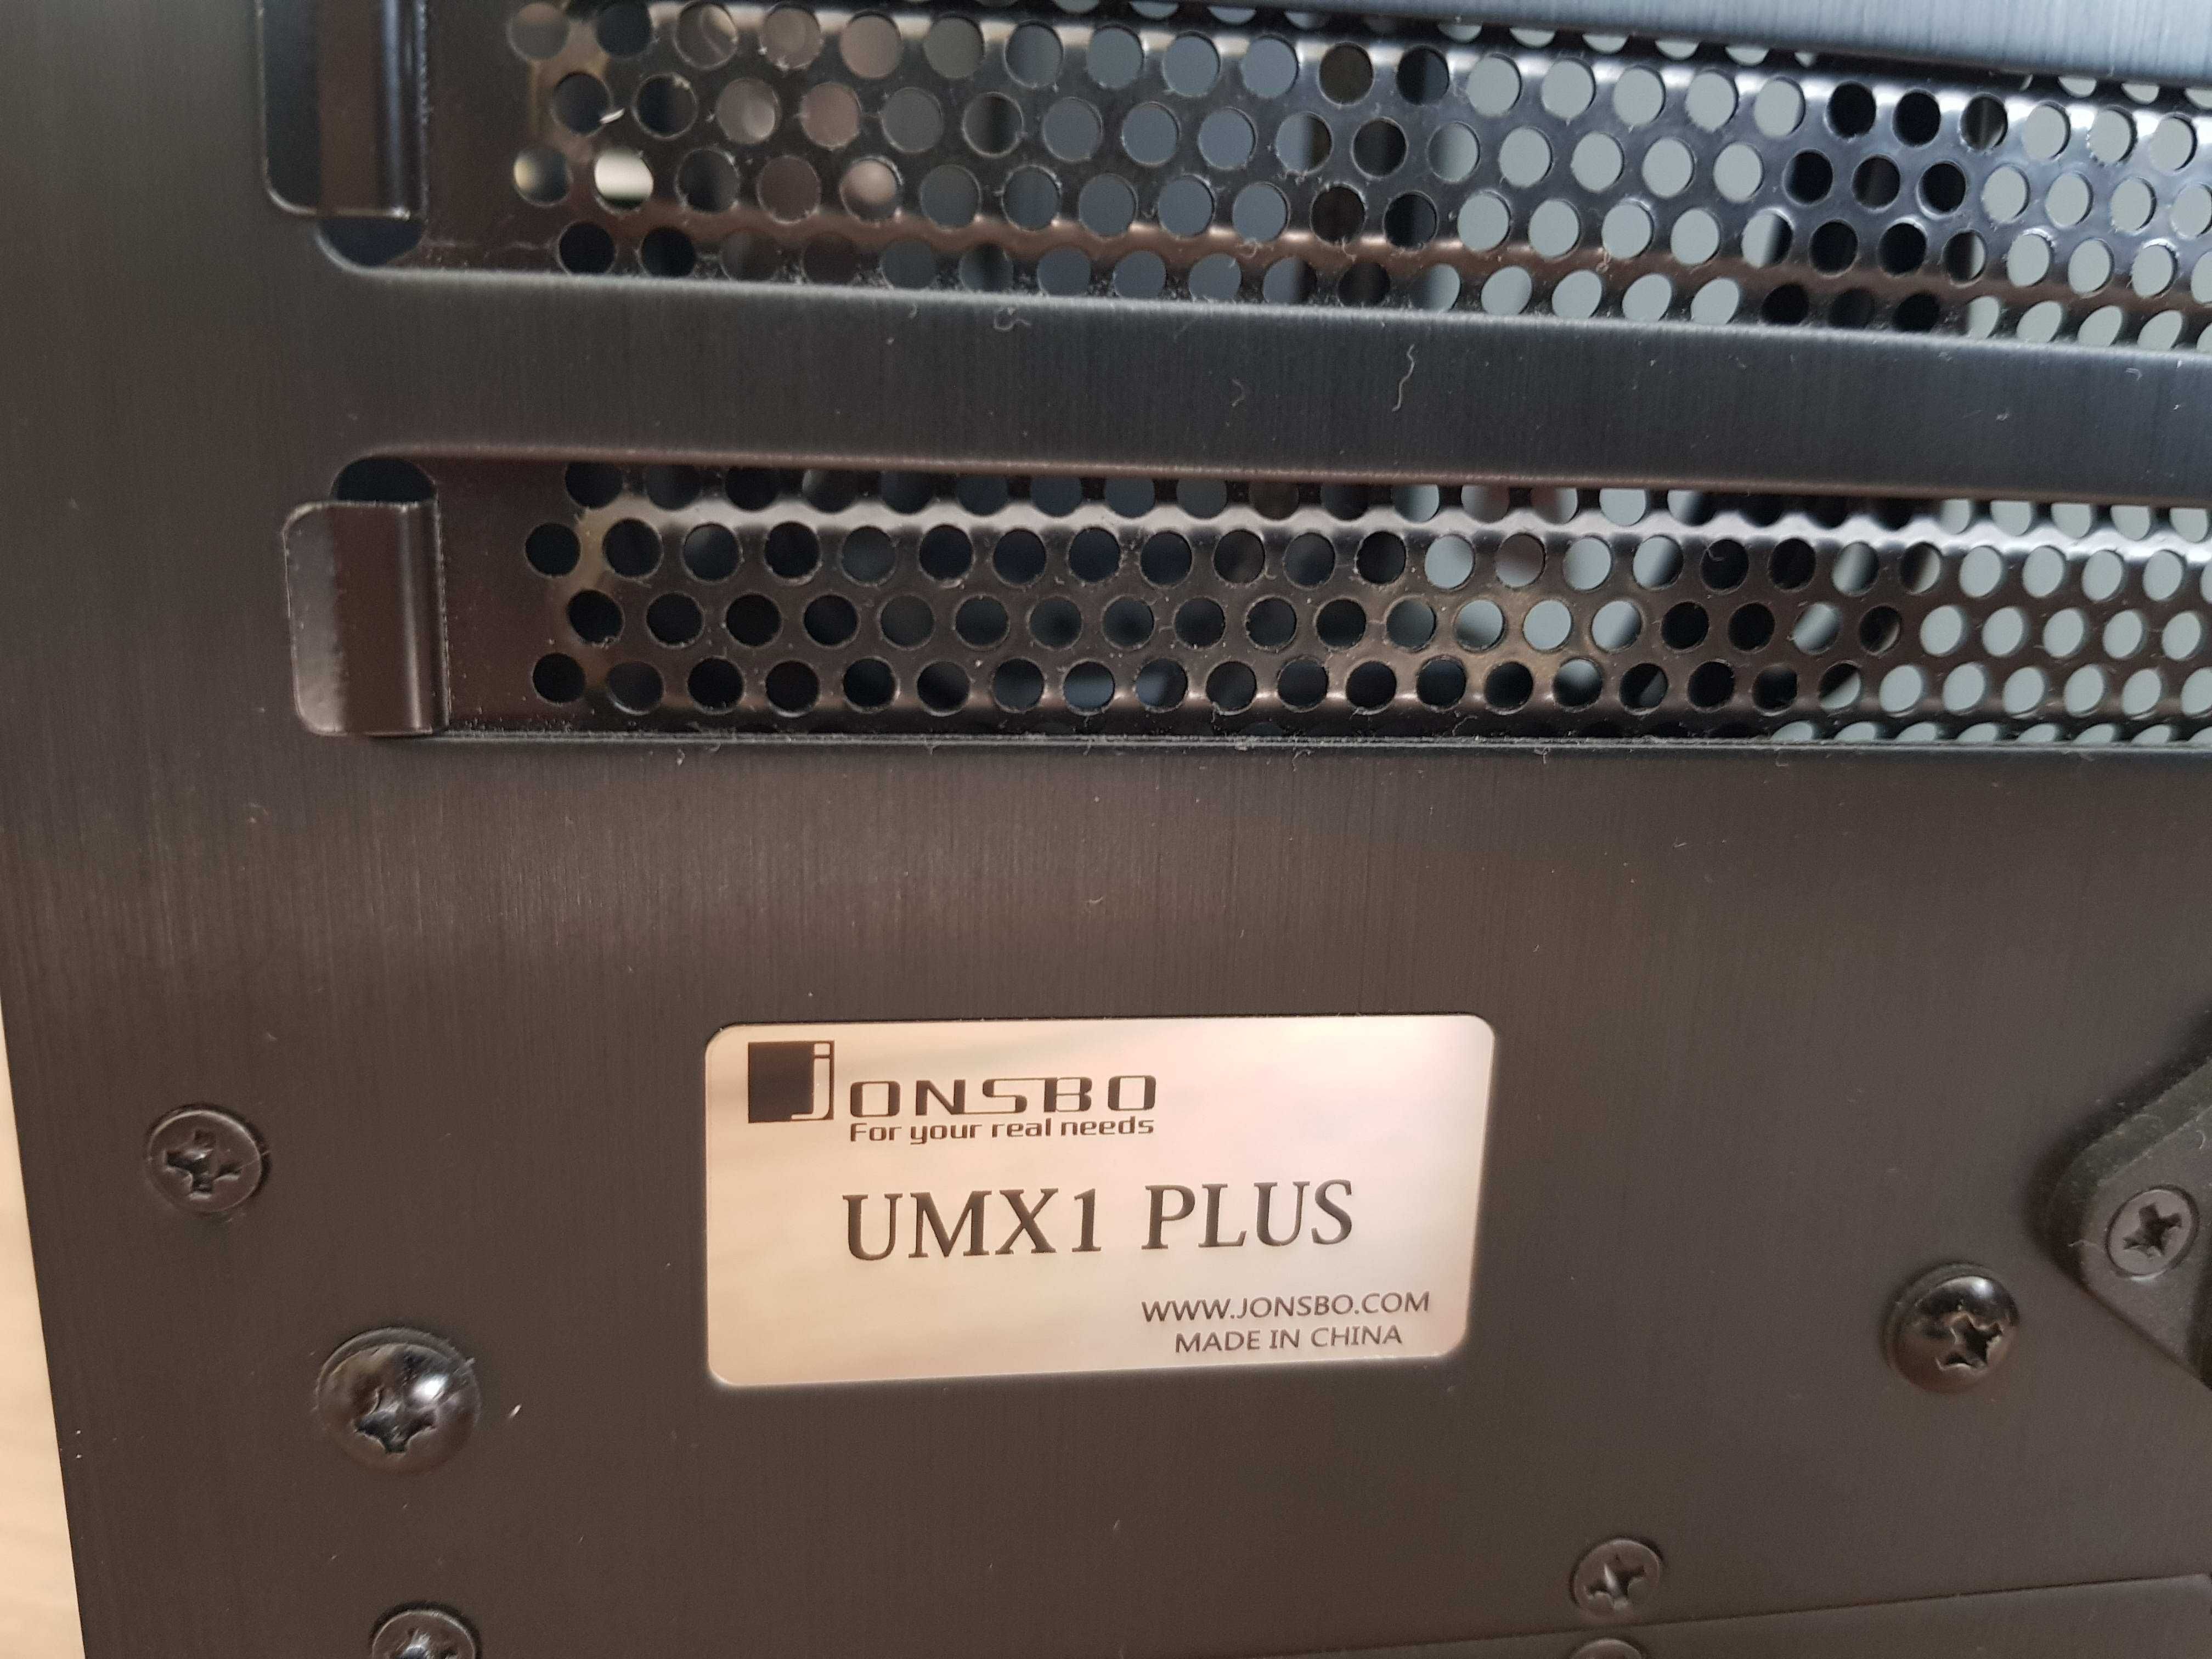 JONSBO
For your real needs
UMX1 PLUS
WWW.JONSBO.COM
MADE IN CHINA